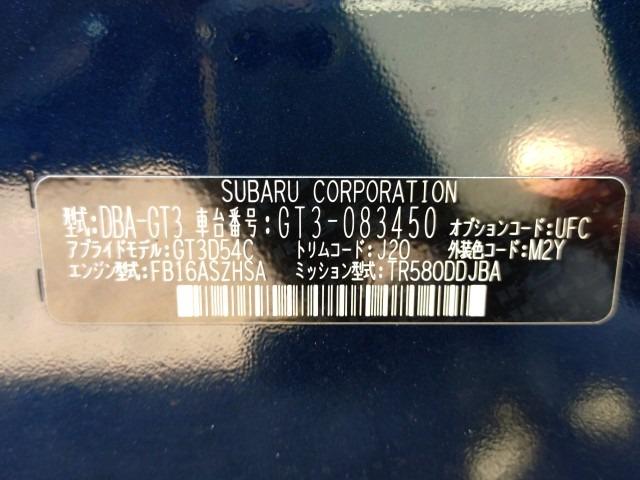 SUBARU CORPORATION
型式:DBA-GT3 車台番号:GT3-083450 オプションコード:UFC
アプライドモデル:GT3D54C トリムコード:J20 外装色コード:M2Y
エンジン型式:FB16ASZHSA ミッション型式:TR580DDJBA